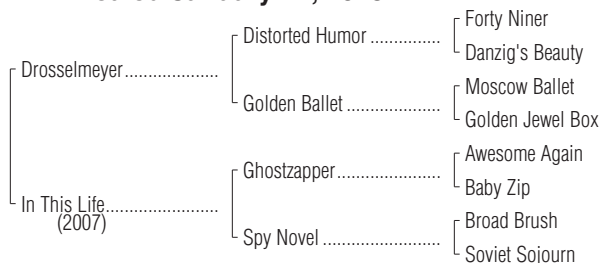 Forty Niner
Distorted Humor
Danzig's Beauty
Drosselmeyer
Moscow Ballet
Golden Ballet
Golden Jewel Box
Awesome Again
Ghostzapper
Baby Zip
In This Life
(2007)
Broad Brush
Spy Novel
Soviet Sojourn